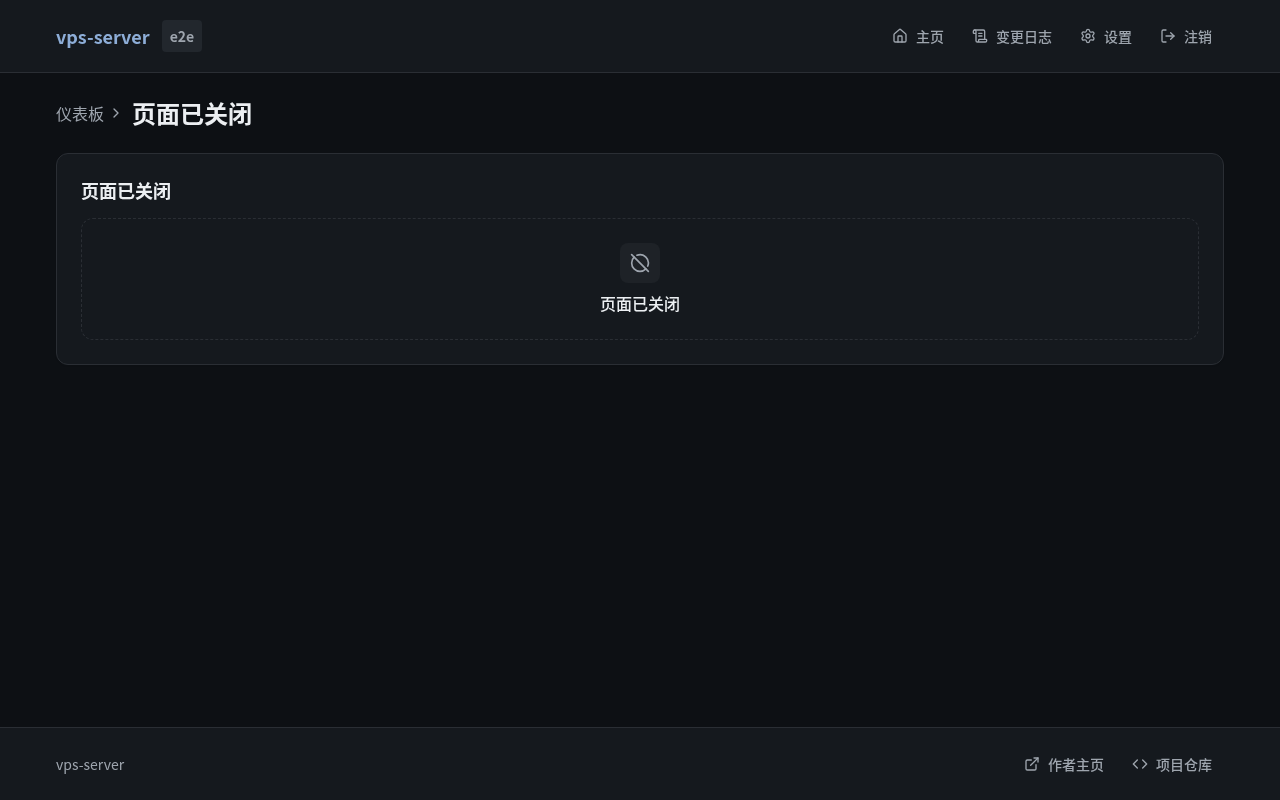 vps-server e2e 主页 变更日志 设置 注销
仪表板 页面已关闭
页面已关闭
页面已关闭
vps-server 作者主页 项目仓库